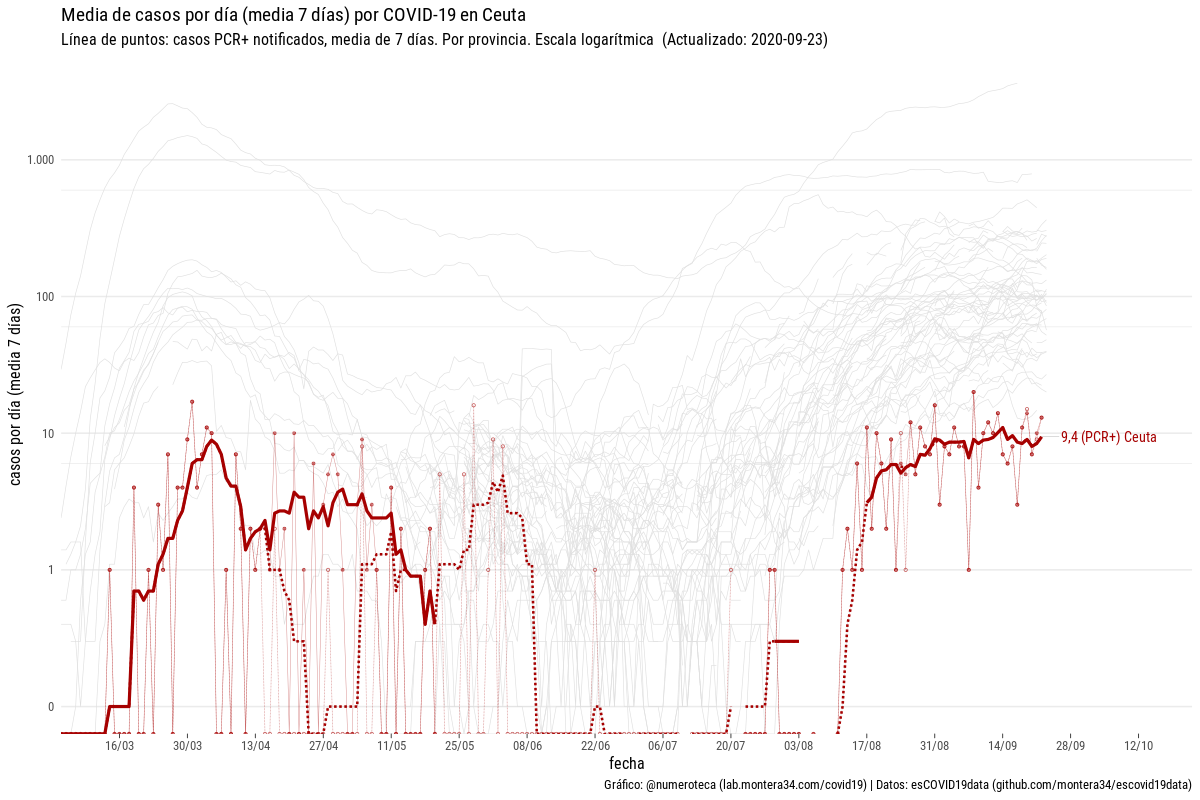 Media de casos por día (media 7 días) por COVID-19 en Ceuta
Línea de puntos: casos PCR+ notificados, media de 7 días. Por provincia. Escala logarítmica (Actualizado: 2020-09-23)
casos por día (media 7 días)
1.000
100
10
1
0
9,4 (PCR+) Ceuta
16/03 30/03 13/04 27/04 11/05 25/05 08/06 22/06 06/07 20/07 03/08 17/08 31/08 14/09 28/09 12/10
fecha
Gráfico: @numeroteca (lab.montera34.com/covid19) | Datos: esCOVID19data (github.com/montera34/escovid19data)